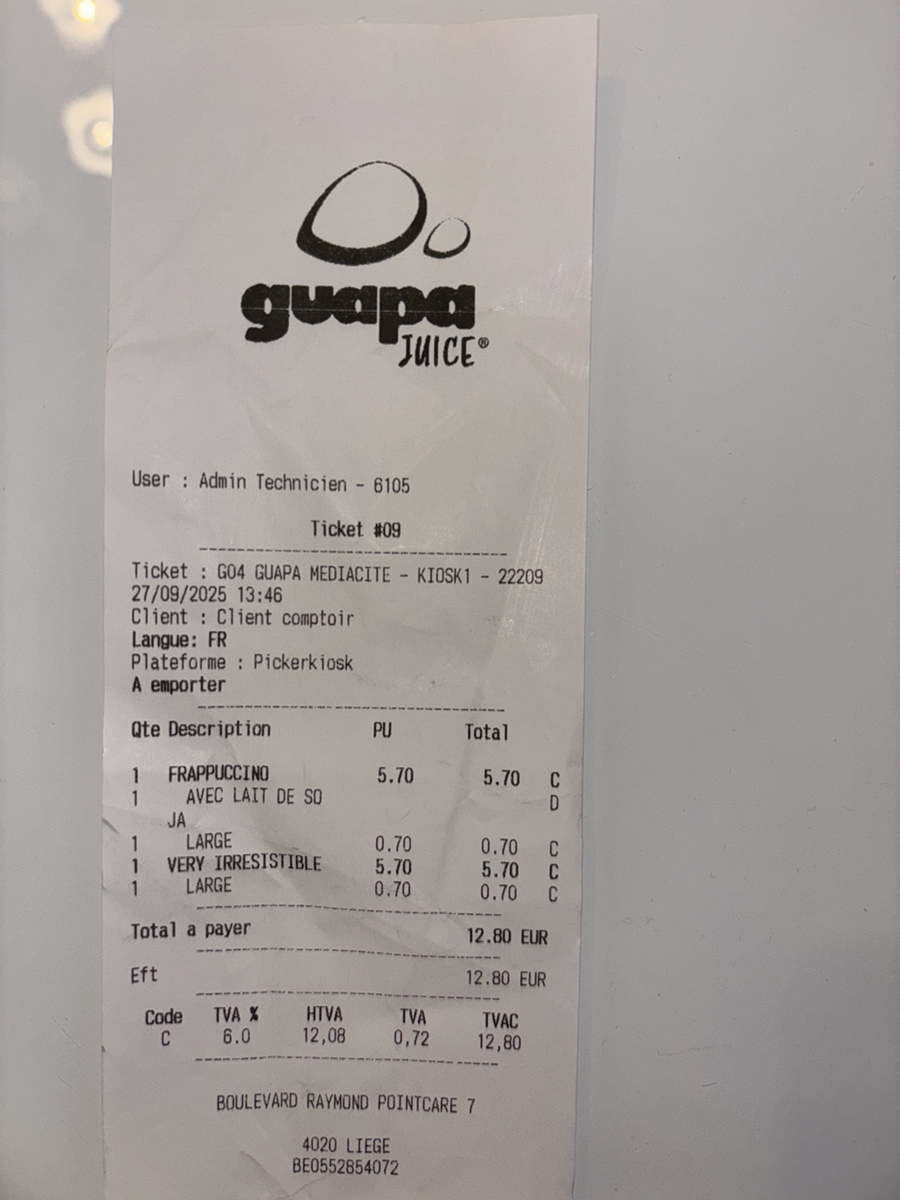 guapa
JUICE®
User : Admin Technicien - 6105
Ticket #09
Ticket : G04 GUAPA MEDIACITE - KIOSK1 - 22209
27/09/2025 13:46
Client : Client comptoir
Langue: FR
Plateforme : Pickerkiosk
A emporter
Qte Description PU Total
1 FRAPPUCCINO 5.70 5.70 C
1 AVEC LAIT DE SO D
JA
1 LARGE 0.70 0.70 C
1 VERY IRRESISTIBLE 5.70 5.70 C
1 LARGE 0.70 0.70 C
Total a payer 12.80 EUR
Eft 12.80 EUR
Code TVA % HTVA TVA TVAC
C 6.0 12,08 0,72 12,80
BOULEVARD RAYMOND POINTCARE 7
4020 LIEGE
BE0552854072